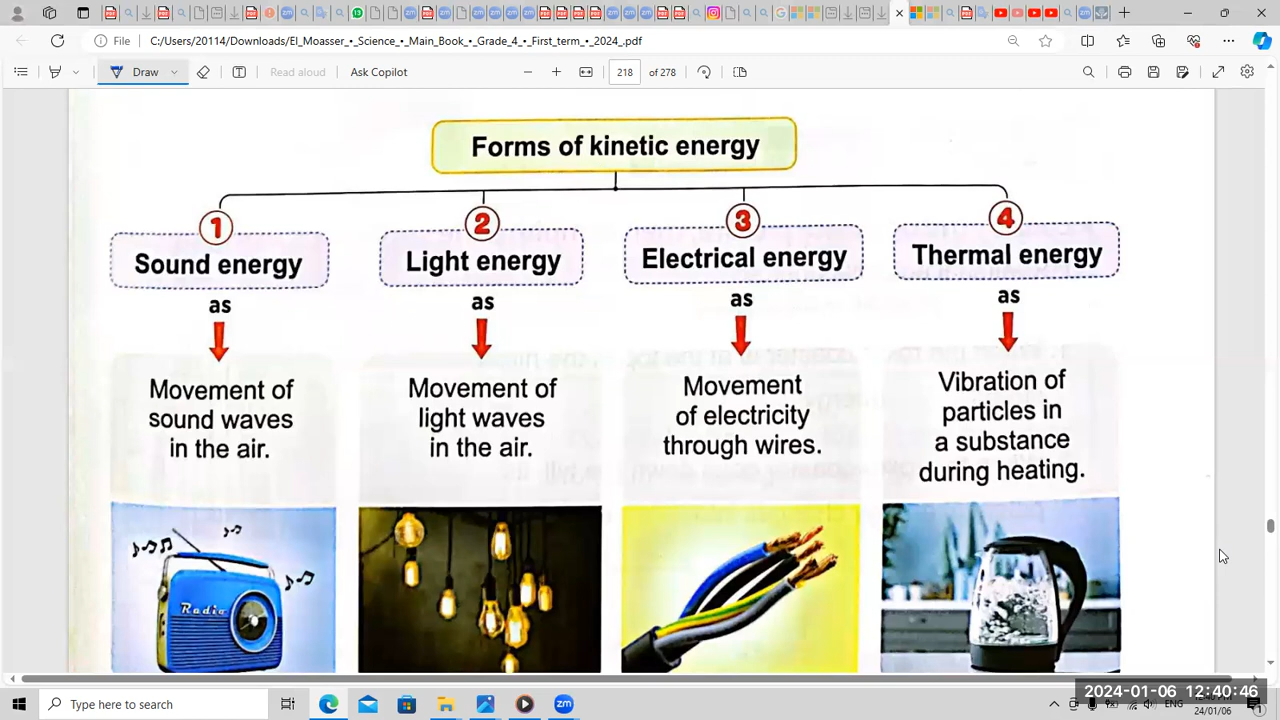 File
C:/Users/20114/Downloads/El_Moasser_•_Science_•_Main_Book_•_Grade_4_•_First_term_•_2024_.pdf
Draw
Read aloud
Ask Copilot
218
of 278
Forms of kinetic energy
1
Sound energy
as
Movement of
sound waves
in the air.
Radio
2
Light energy
as
Movement of
light waves
in the air.
3
Electrical energy
as
Movement
of electricity
through wires.
4
Thermal energy
as
Vibration of
particles in
a substance
during heating.
Type here to search
ENG
2024-01-06 12:40:46
24/01/06